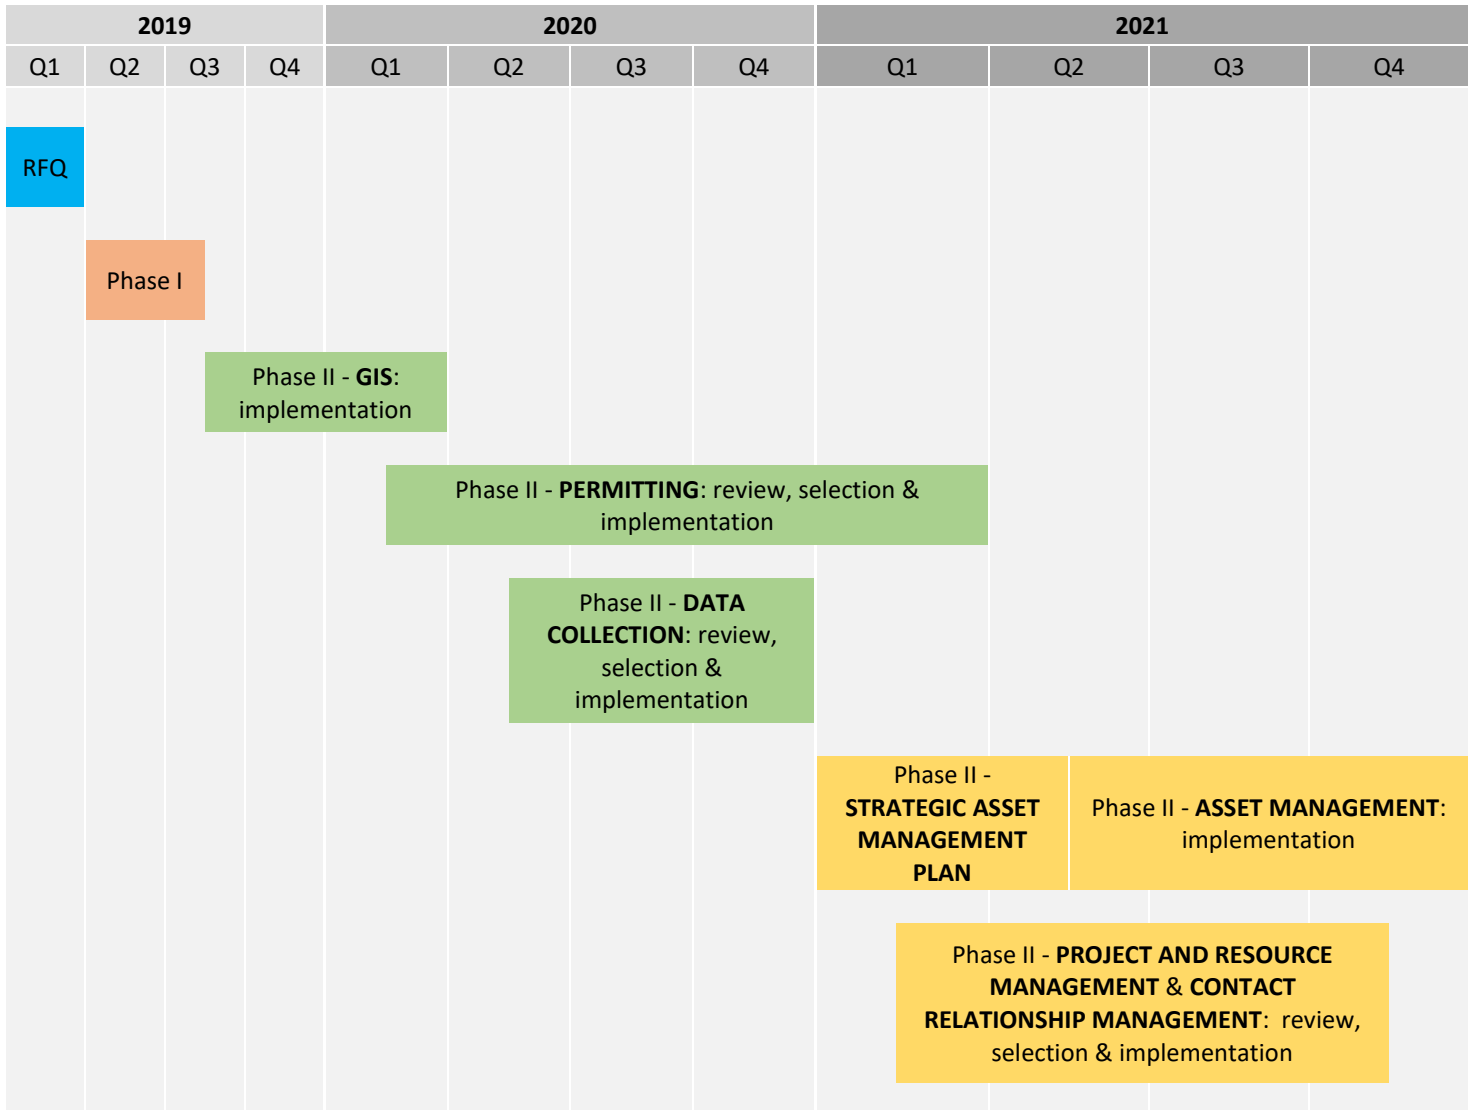 2019 2020 2021
Q1 Q2 Q3 Q4 Q1 Q2 Q3 Q4 Q1 Q2 Q3 Q4
RFQ
Phase I
Phase II - GIS:
implementation
Phase II - PERMITTING: review, selection &
implementation
Phase II - DATA
COLLECTION: review,
selection &
implementation
Phase II -
STRATEGIC ASSET
MANAGEMENT
PLAN
Phase II - ASSET MANAGEMENT:
implementation
Phase II - PROJECT AND RESOURCE
MANAGEMENT & CONTACT
RELATIONSHIP MANAGEMENT:  review,
selection & implementation